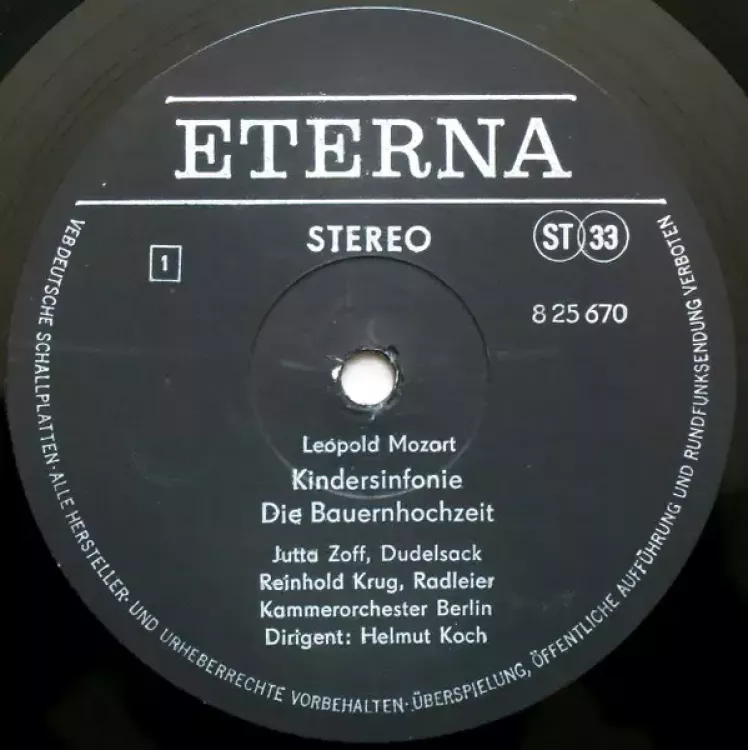 ETERNA
STEREO
ST 33
1
8 25 670
Leopold Mozart
Kindersinfonie
Die Bauernhochzeit
Jutta Zoff, Dudelsack
Reinhold Krug, Radleier
Kammerorchester Berlin
Dirigent: Helmut Koch
VEB DEUTSCHE SCHALLPLATTEN · ALLE HERSTELLER- UND URHEBERRECHTE VORBEHALTEN · ÜBERSPIELUNG, ÖFFENTLICHE AUFFÜHRUNG UND RUNDFUNKSENDUNG VERBOTEN